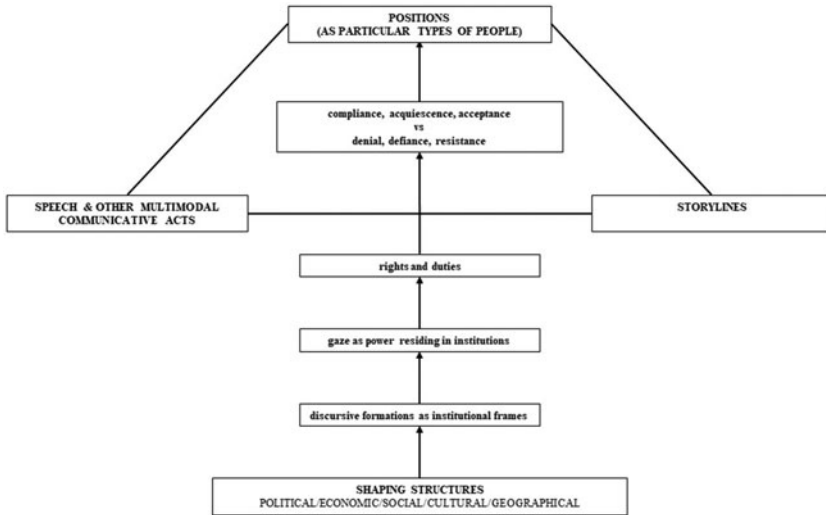 POSITIONS
(AS PARTICULAR TYPES OF PEOPLE)
compliance, acquiescence, acceptance
vs
denial, defiance, resistance
SPEECH & OTHER MULTIMODAL
COMMUNICATIVE ACTS
STORYLINES
rights and duties
gaze as power residing in institutions
discursive formations as institutional frames
SHAPING STRUCTURES
POLITICAL/ECONOMIC/SOCIAL/CULTURAL/GEOGRAPHICAL